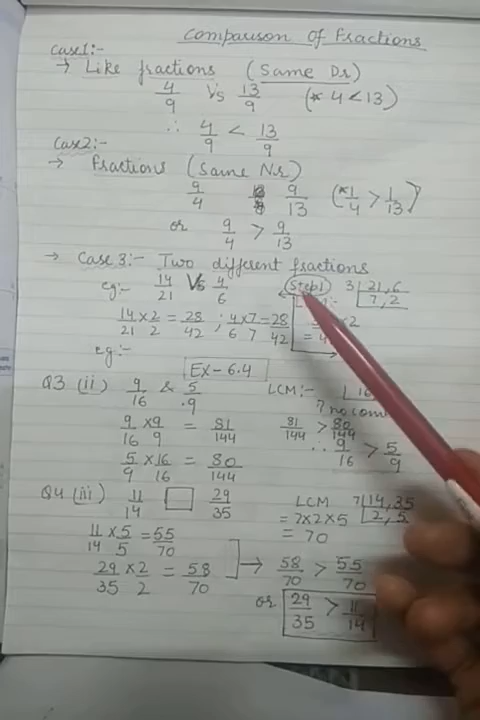 Comparison of Fractions
Case1:-
→ Like fractions (Same Dr)
4/9 Vs 13/9 (* 4 < 13)
∴ 4/9 < 13/9
Case2:-
→ fractions (Same Nr)
9/4 9/13 (* 1/4 > 1/13)
or 9/4 > 9/13
→ Case 3:- Two different fractions
eg:- 14/21 Vs 4/6 Step1 3 | 21, 6
7, 2
14/21 × 2/2 = 28/42 ; 4/6 × 7/7 = 28/42 × 2
= 4
eg:-
Ex - 6.4
Q3 (ii) 9/16 & 5/9 LCM:- 16
9/16 × 9/9 = 81/144 81/144 > 80/144
∴ 9/16 > 5/9
5/9 × 16/16 = 80/144
Q4 (iii) 11/14 □ 29/35 LCM 7 | 14, 35
2, 5
= 7×2×5
= 70
11/14 × 5/5 = 55/70
29/35 × 2/2 = 58/70 → 58/70 > 55/70
or 29/35 > 11/14